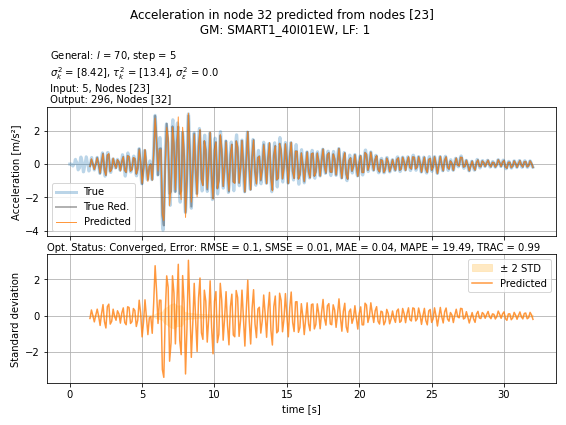 Acceleration in node 32 predicted from nodes [23]
GM: SMART1_40I01EW, LF: 1
General: l = 70, step = 5
σ²ₖ = [8.42], τ²ₖ = [13.4], σ²ε = 0.0
Input: 5, Nodes [23]
Output: 296, Nodes [32]
Acceleration [m/s²]
2
0
−2
−4
True
True Red.
Predicted
Opt. Status: Converged, Error: RMSE = 0.1, SMSE = 0.01, MAE = 0.04, MAPE = 19.49, TRAC = 0.99
Standard deviation
2
0
−2
± 2 STD
Predicted
0 5 10 15 20 25 30
time [s]